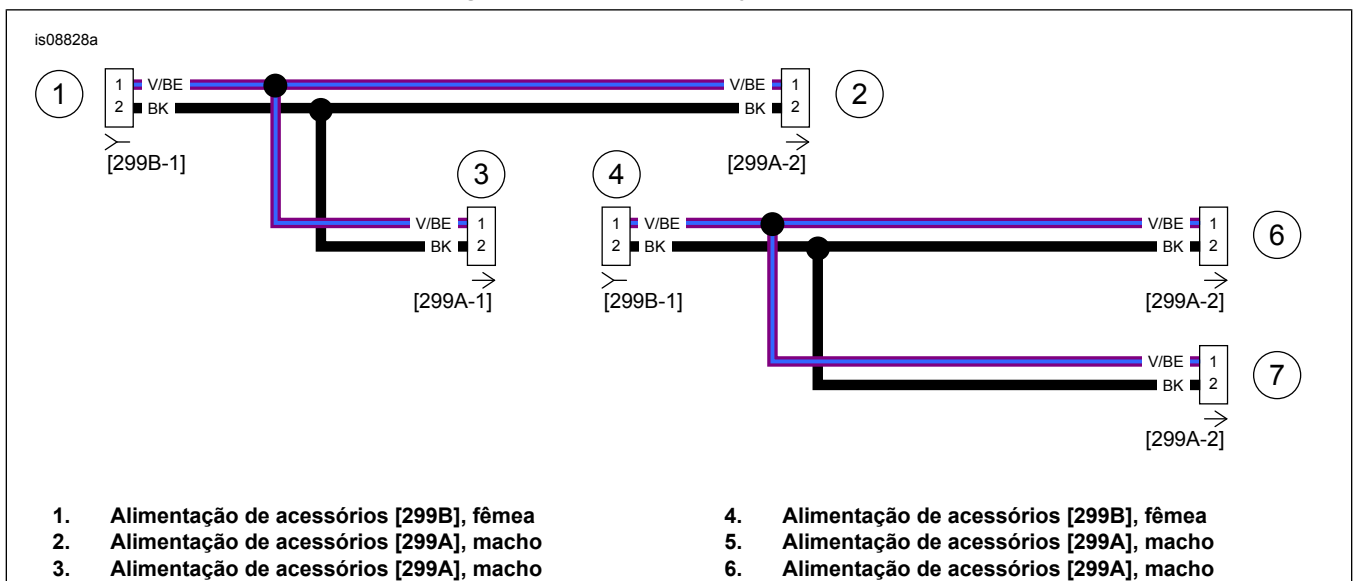 is08828a
1
1 V/BE V/BE 1
2 BK BK 2
2
[299B-1]
[299A-2]
3
V/BE 1
BK 2
[299A-1]
4
1 V/BE V/BE 1
2 BK BK 2
6
[299B-1]
[299A-2]
V/BE 1
BK 2
7
[299A-2]
1. Alimentação de acessórios [299B], fêmea
2. Alimentação de acessórios [299A], macho
3. Alimentação de acessórios [299A], macho
4. Alimentação de acessórios [299B], fêmea
5. Alimentação de acessórios [299A], macho
6. Alimentação de acessórios [299A], macho